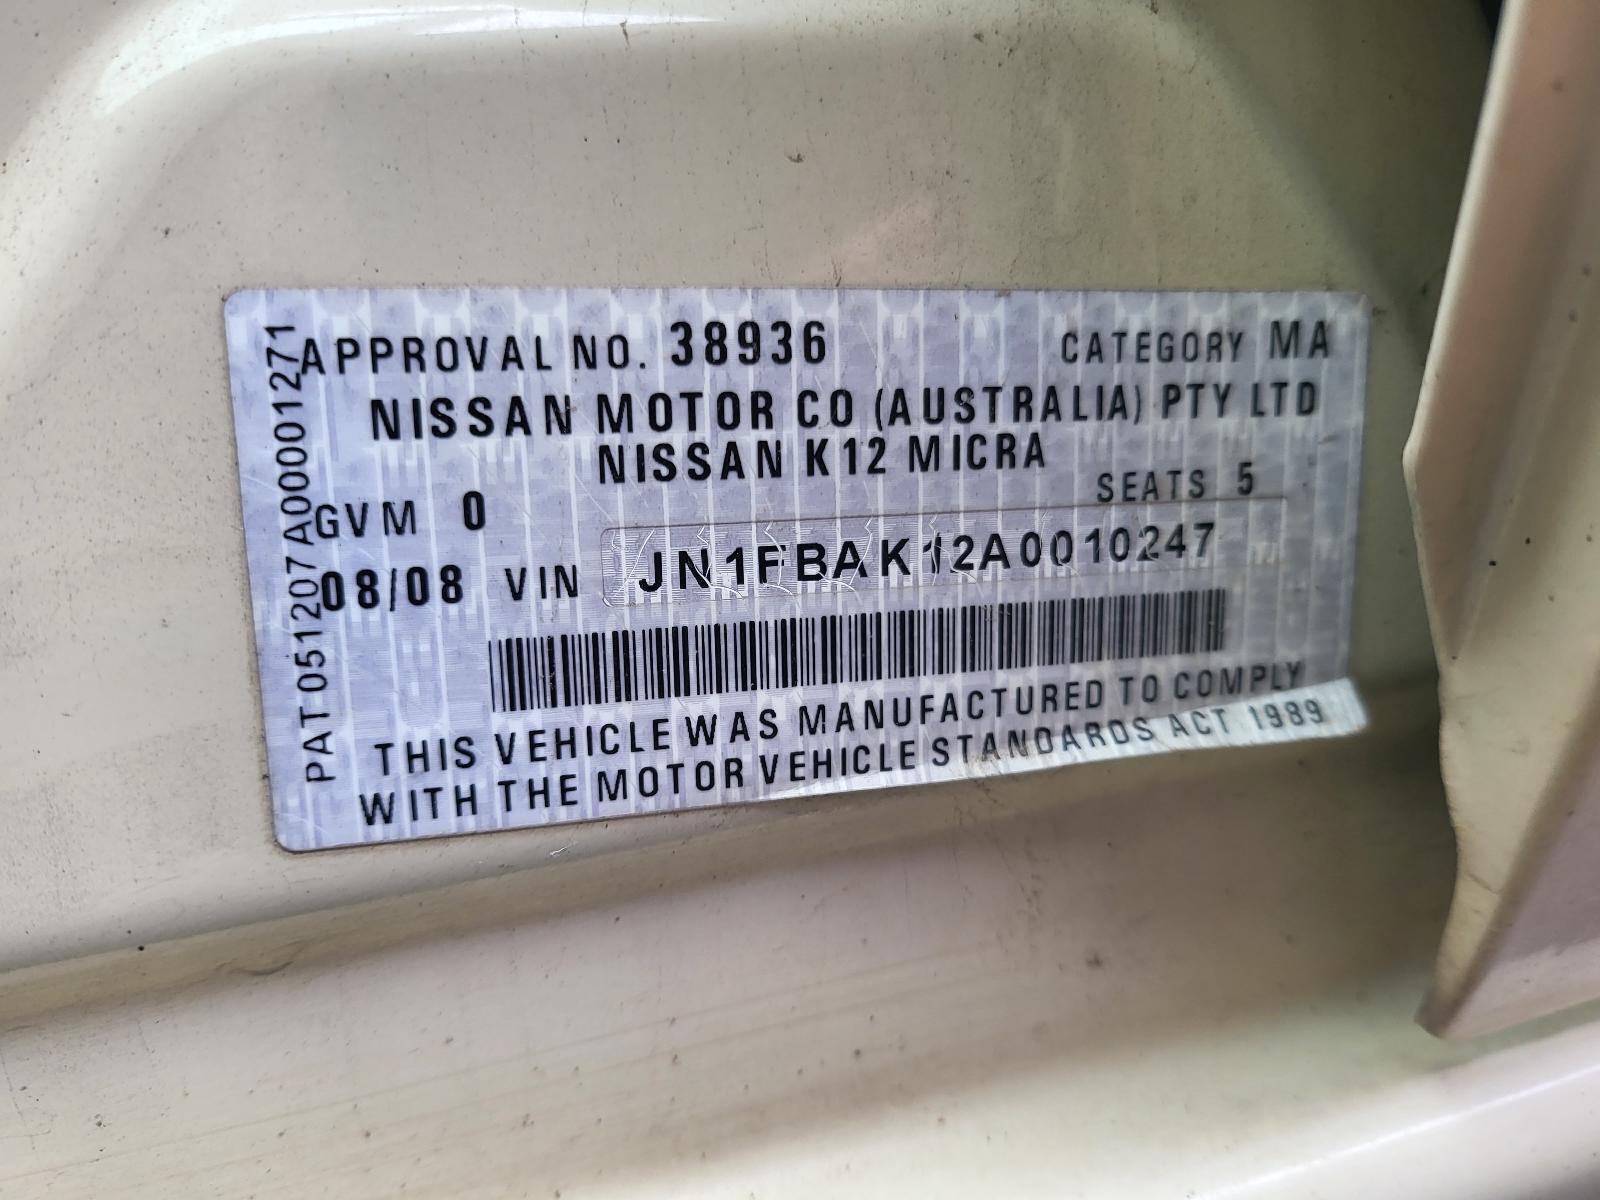 APPROVAL NO. 38936 CATEGORY MA
NISSAN MOTOR CO (AUSTRALIA) PTY LTD
NISSAN K12 MICRA
GVM 0 SEATS 5
08/08 VIN JN1FBAK12A0010247
THIS VEHICLE WAS MANUFACTURED TO COMPLY
WITH THE MOTOR VEHICLE STANDARDS ACT 1989
PAT 051207A000001271